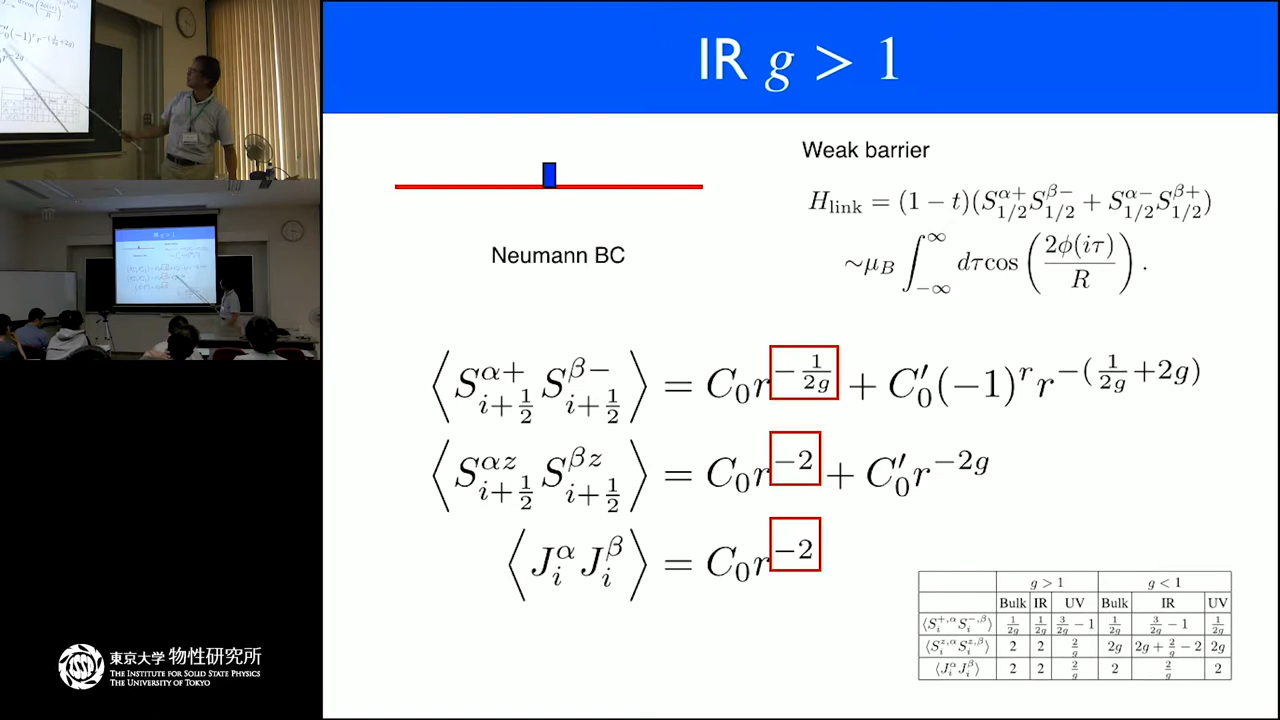 IR g > 1
Weak barrier
H_link = (1 − t)(S^{α+}_{1/2} S^{β−}_{1/2} + S^{α−}_{1/2} S^{β+}_{1/2})
Neumann BC
~μ_B ∫_{−∞}^{∞} dτ cos (2φ(iτ)/R) .
⟨S^{α+}_{i+1/2} S^{β−}_{i+1/2}⟩ = C_0 r^{−1/2g} + C′_0 (−1)^r r^{−(1/2g+2g)}
⟨S^{αz}_{i+1/2} S^{βz}_{i+1/2}⟩ = C_0 r^{−2} + C′_0 r^{−2g}
⟨J^α_i J^β_i⟩ = C_0 r^{−2}
g > 1 g < 1
Bulk IR UV Bulk IR UV
⟨S^{+,α}_i S^{−,β}_i⟩ 1/2g 1/2g 3/2g − 1 1/2g 3/2g − 1 1/2g
⟨S^{z,α}_i S^{z,β}_i⟩ 2 2 2/g 2g 2g + 2/g − 2 2g
⟨J^α_i J^β_i⟩ 2 2 2/g 2 2/g 2
東京大学 物性研究所
THE INSTITUTE FOR SOLID STATE PHYSICS
THE UNIVERSITY OF TOKYO